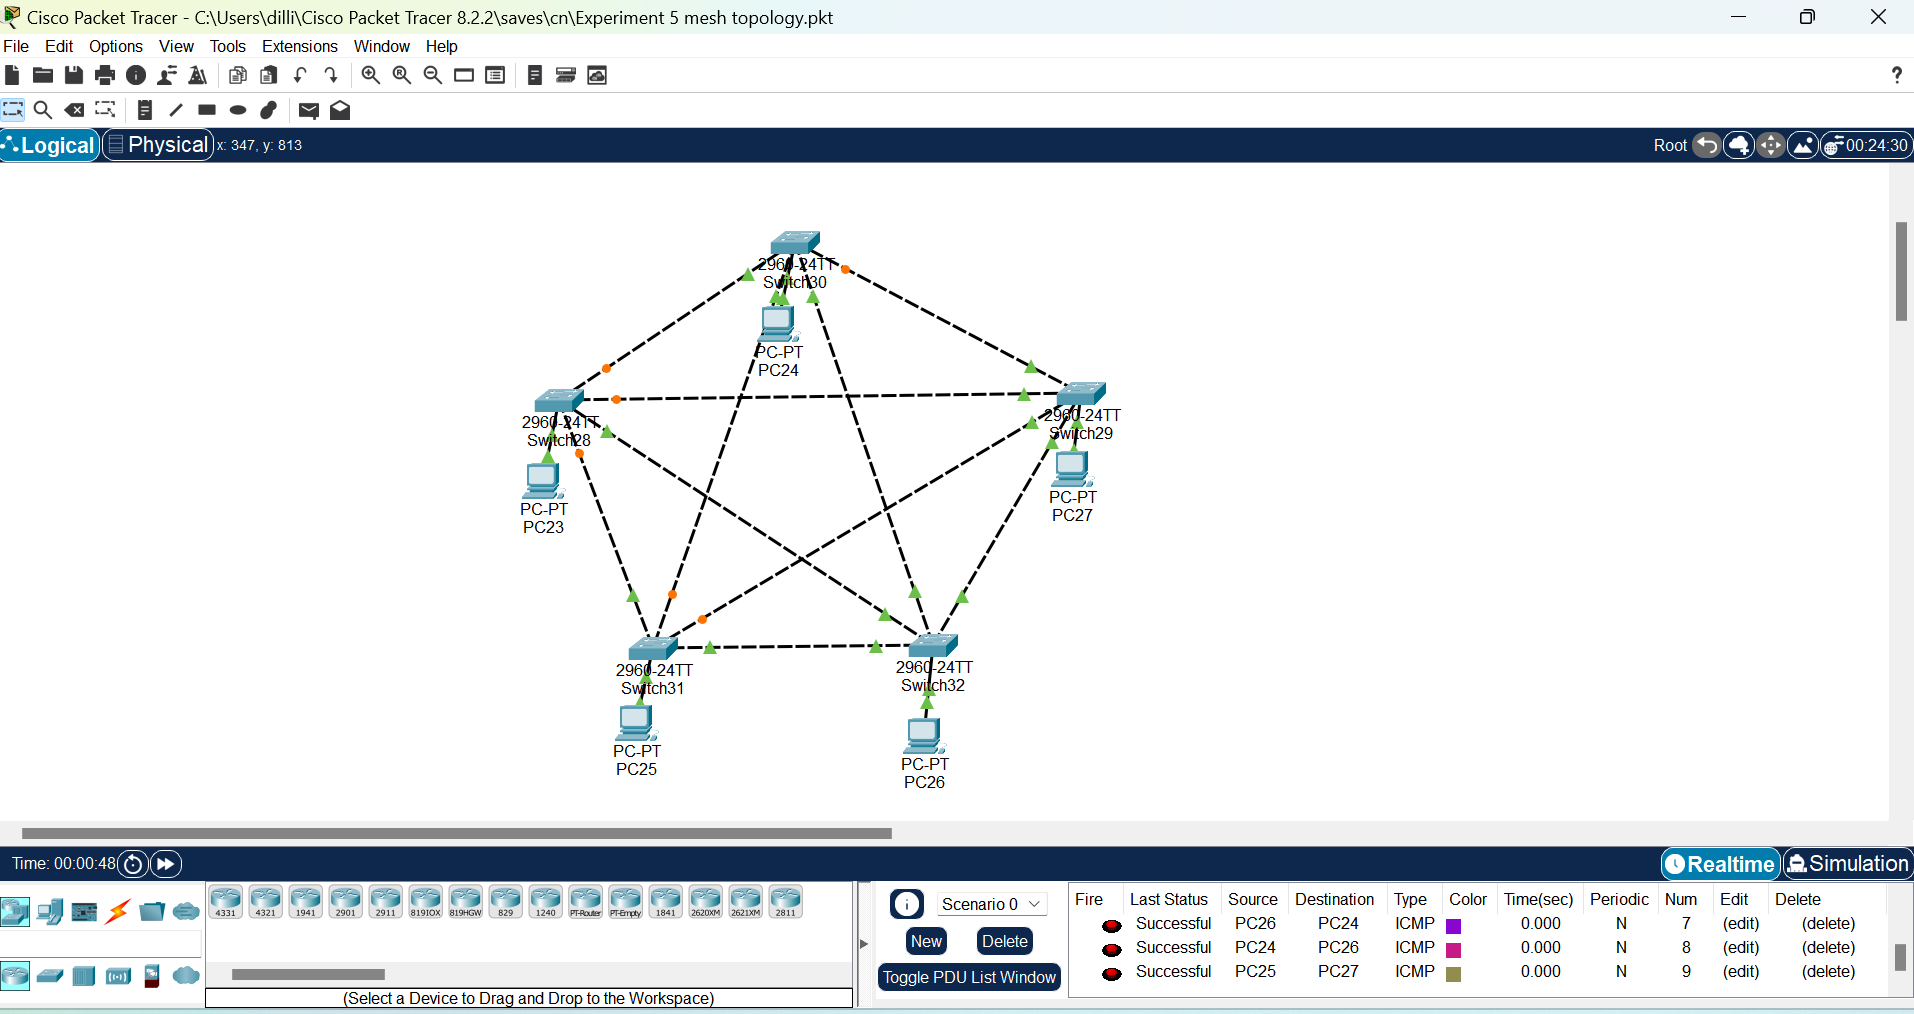 Cisco Packet Tracer - C:\Users\dilli\Cisco Packet Tracer 8.2.2\saves\cn\Experiment 5 mesh topology.pkt
File Edit Options View Tools Extensions Window Help
?
Logical Physical x: 347, y: 813 Root 00:24:30
2960-24TT
Switch30
PC-PT
PC24
2960-24TT
Switch28
2960-24TT
Switch29
PC-PT
PC23
PC-PT
PC27
2960-24TT
Switch31
2960-24TT
Switch32
PC-PT
PC25
PC-PT
PC26
Time: 00:00:48 Realtime Simulation
4331 4321 1941 2901 2911 819IOX 819HGW 829 1240 PT-Router PT-Empty 1841 2620XM 2621XM 2811
(Select a Device to Drag and Drop to the Workspace)
Scenario 0
New Delete
Toggle PDU List Window
Fire Last Status Source Destination Type Color Time(sec) Periodic Num Edit Delete
Successful PC26 PC24 ICMP 0.000 N 7 (edit) (delete)
Successful PC24 PC26 ICMP 0.000 N 8 (edit) (delete)
Successful PC25 PC27 ICMP 0.000 N 9 (edit) (delete)